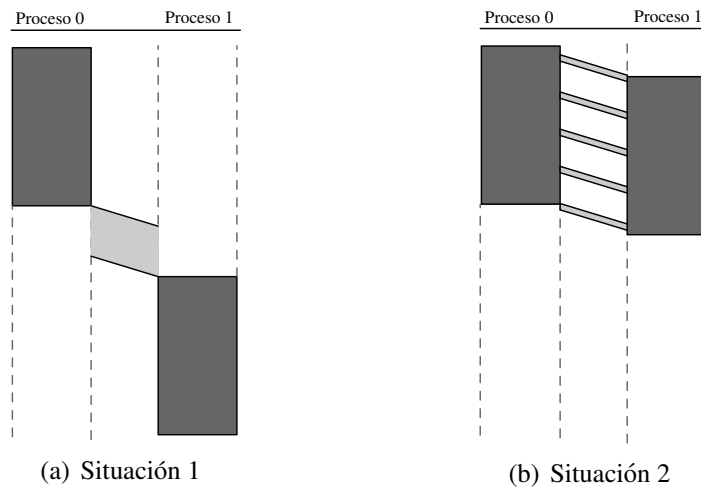 Proceso 0 Proceso 1
Proceso 0 Proceso 1
(a) Situación 1
(b) Situación 2